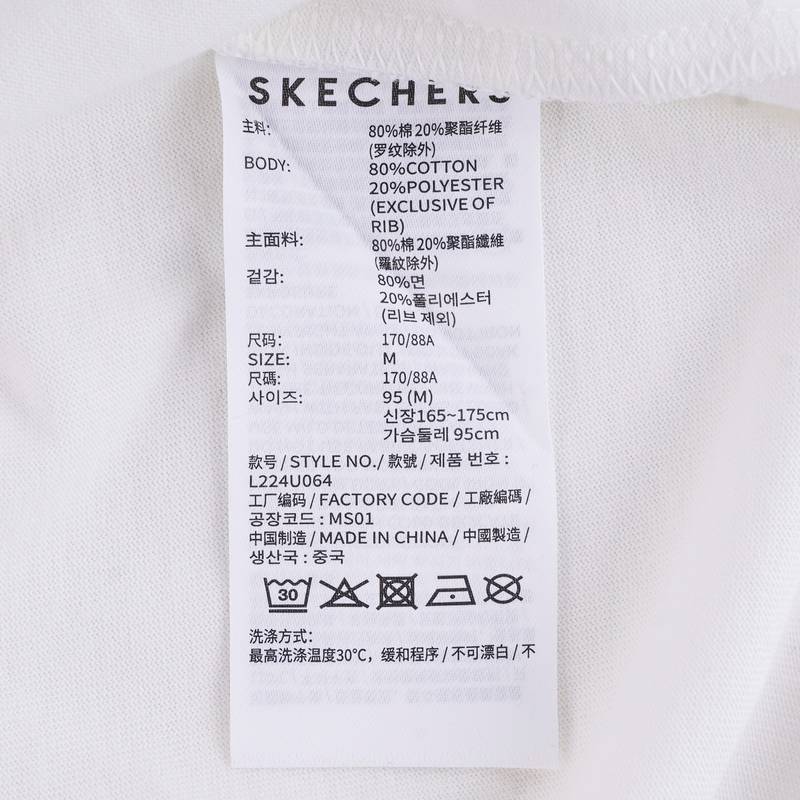 SKECHERS
主料: 80%棉 20%聚酯纤维
(罗纹除外)
BODY: 80%COTTON
20%POLYESTER
(EXCLUSIVE OF
RIB)
主面料: 80%棉 20%聚酯纖維
(羅紋除外)
겉감: 80%면
20%폴리에스터
(리브 제외)
尺码: 170/88A
SIZE: M
尺碼: 170/88A
사이즈: 95 (M)
신장165~175cm
가슴둘레 95cm
款号 / STYLE NO./ 款號 / 제품 번호 :
L224U064
工厂编码 / FACTORY CODE / 工廠編碼 /
공장코드 : MS01
中国制造 / MADE IN CHINA / 中國製造 /
생산국 : 중국
30
洗涤方式:
最高洗涤温度30°C, 缓和程序 / 不可漂白 / 不